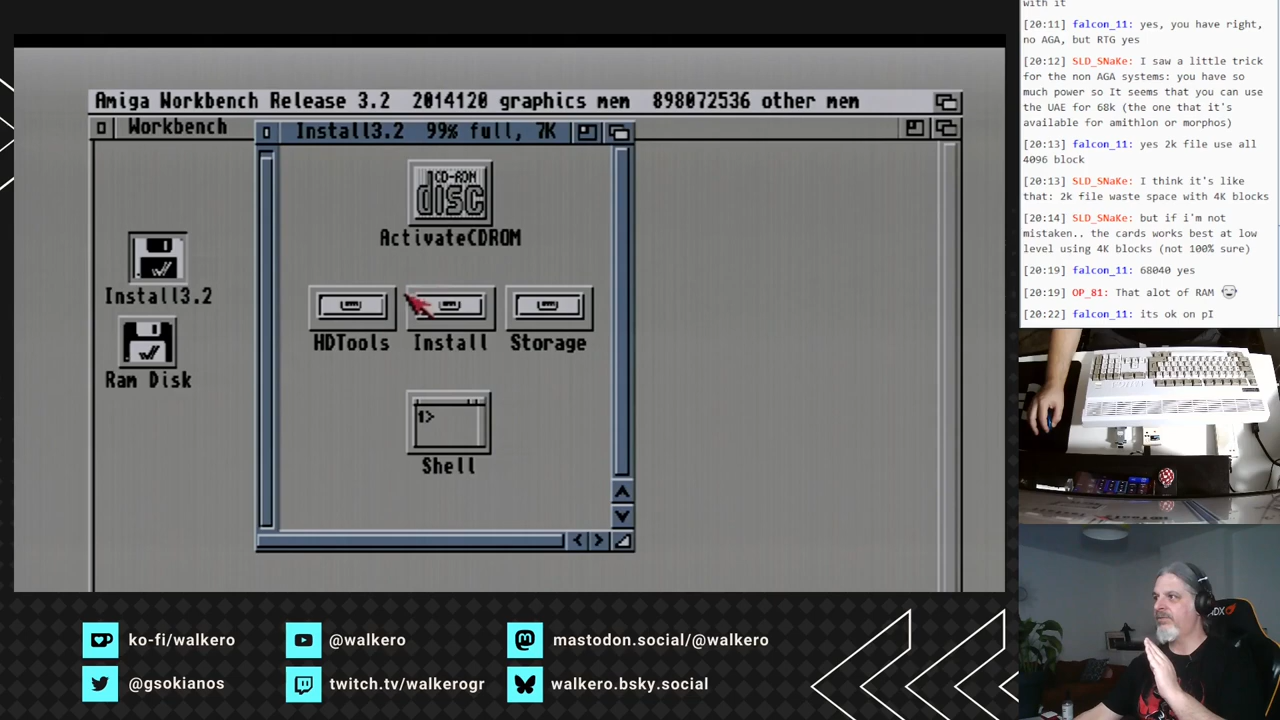 Amiga Workbench Release 3.2 2014120 graphics mem 898072536 other mem
Workbench
Install3.2 99% full, 7K
CD-ROM
disc
ActivateCDROM
Install3.2
HDTools
Install
Storage
Ram Disk
1>
Shell
with it
[20:11] falcon_11: yes, you have right,
no AGA, but RTG yes
[20:12] SLD_SNaKe: I saw a little trick
for the non AGA systems: you have so
much power so It seems that you can use
the UAE for 68k (the one that it's
available for amithlon or morphos)
[20:13] falcon_11: yes 2k file use all
4096 block
[20:13] SLD_SNaKe: I think it's like
that: 2k file waste space with 4K blocks
[20:14] SLD_SNaKe: but if i'm not
mistaken.. the cards works best at low
level using 4K blocks (not 100% sure)
[20:19] falcon_11: 68040 yes
[20:19] OP_81: That alot of RAM
[20:22] falcon_11: its ok on pI
ko-fi/walkero
@walkero
mastodon.social/@walkero
@gsokianos
twitch.tv/walkerogr
walkero.bsky.social